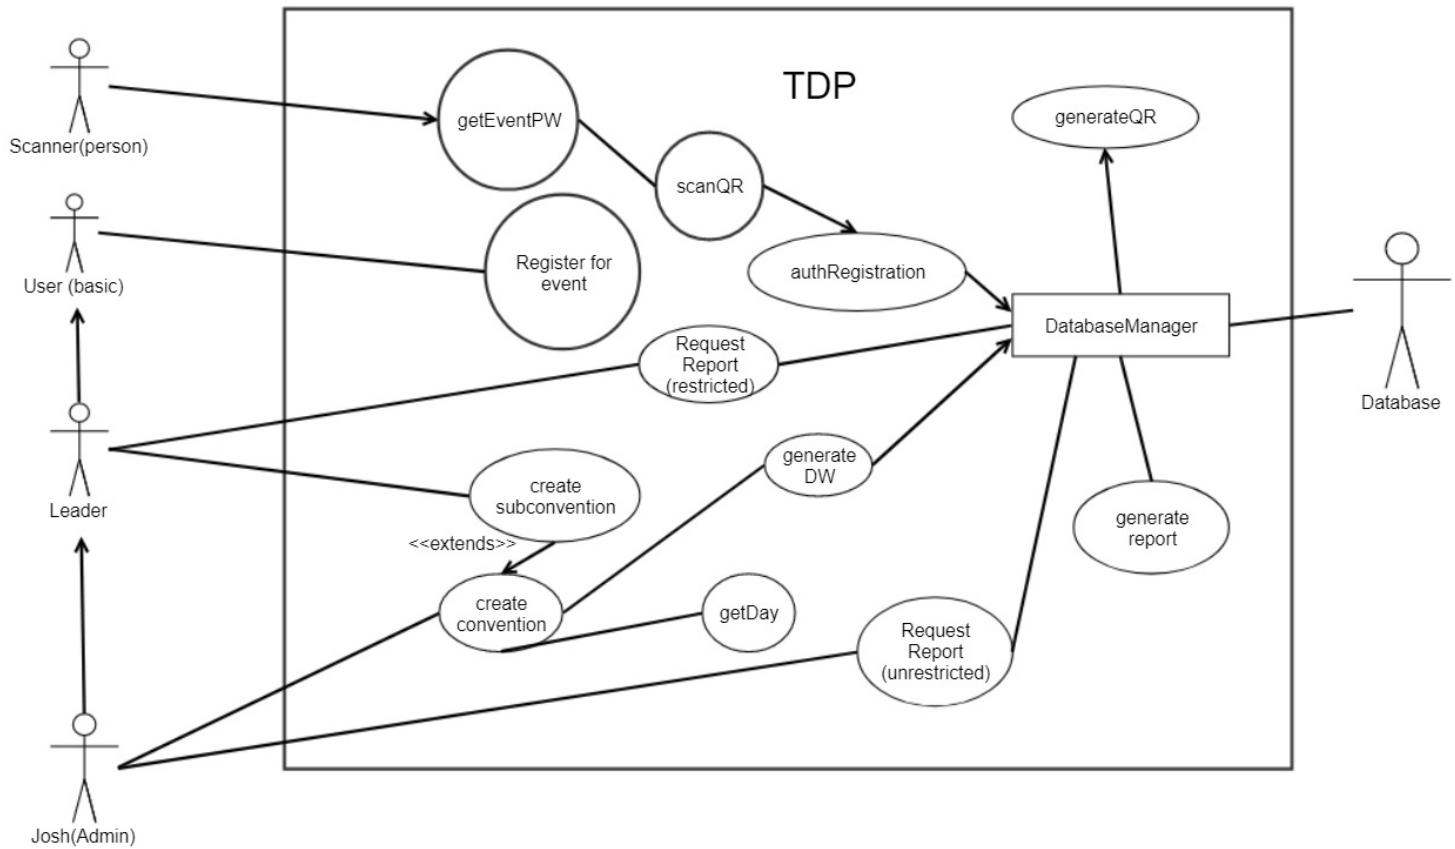 TDP
Scanner(person)
getEventPW
generateQR
scanQR
User (basic)
Register for
event
authRegistration
DatabaseManager
Database
Request
Report
(restricted)
Leader
generate
DW
create
subconvention
generate
report
<<extends>>
create
convention
getDay
Request
Report
(unrestricted)
Josh(Admin)